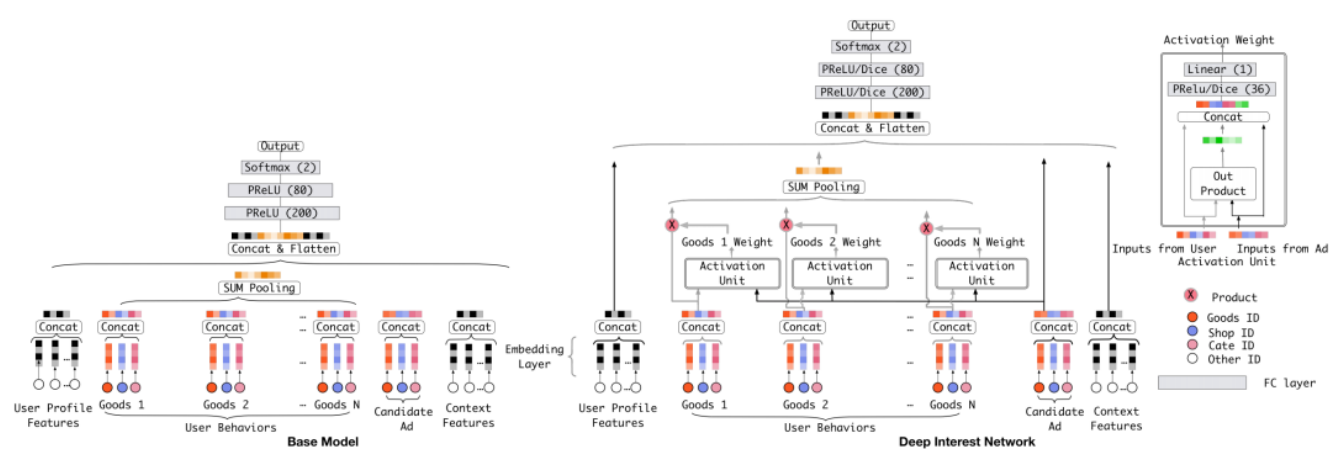 Output
Softmax (2)
PReLU (80)
PReLU (200)
Concat & Flatten
SUM Pooling
Concat Concat Concat ... Concat Concat Concat
... ... ...
User Profile Features
Goods 1 Goods 2 ... Goods N
User Behaviors
Candidate Ad
Context Features
Base Model
Output
Softmax (2)
PReLU/Dice (80)
PReLU/Dice (200)
Concat & Flatten
SUM Pooling
X X X
Goods 1 Weight Goods 2 Weight Goods N Weight
Activation Unit Activation Unit ... Activation Unit
Concat Concat Concat ... Concat Concat Concat
Embedding Layer
... ... ...
User Profile Features
Goods 1 Goods 2 ... Goods N
User Behaviors
Candidate Ad
Context Features
Deep Interest Network
Activation Weight
Linear (1)
PRelu/Dice (36)
Concat
Out
Product
Inputs from User Inputs from Ad
Activation Unit
X Product
Goods ID
Shop ID
Cate ID
Other ID
FC layer